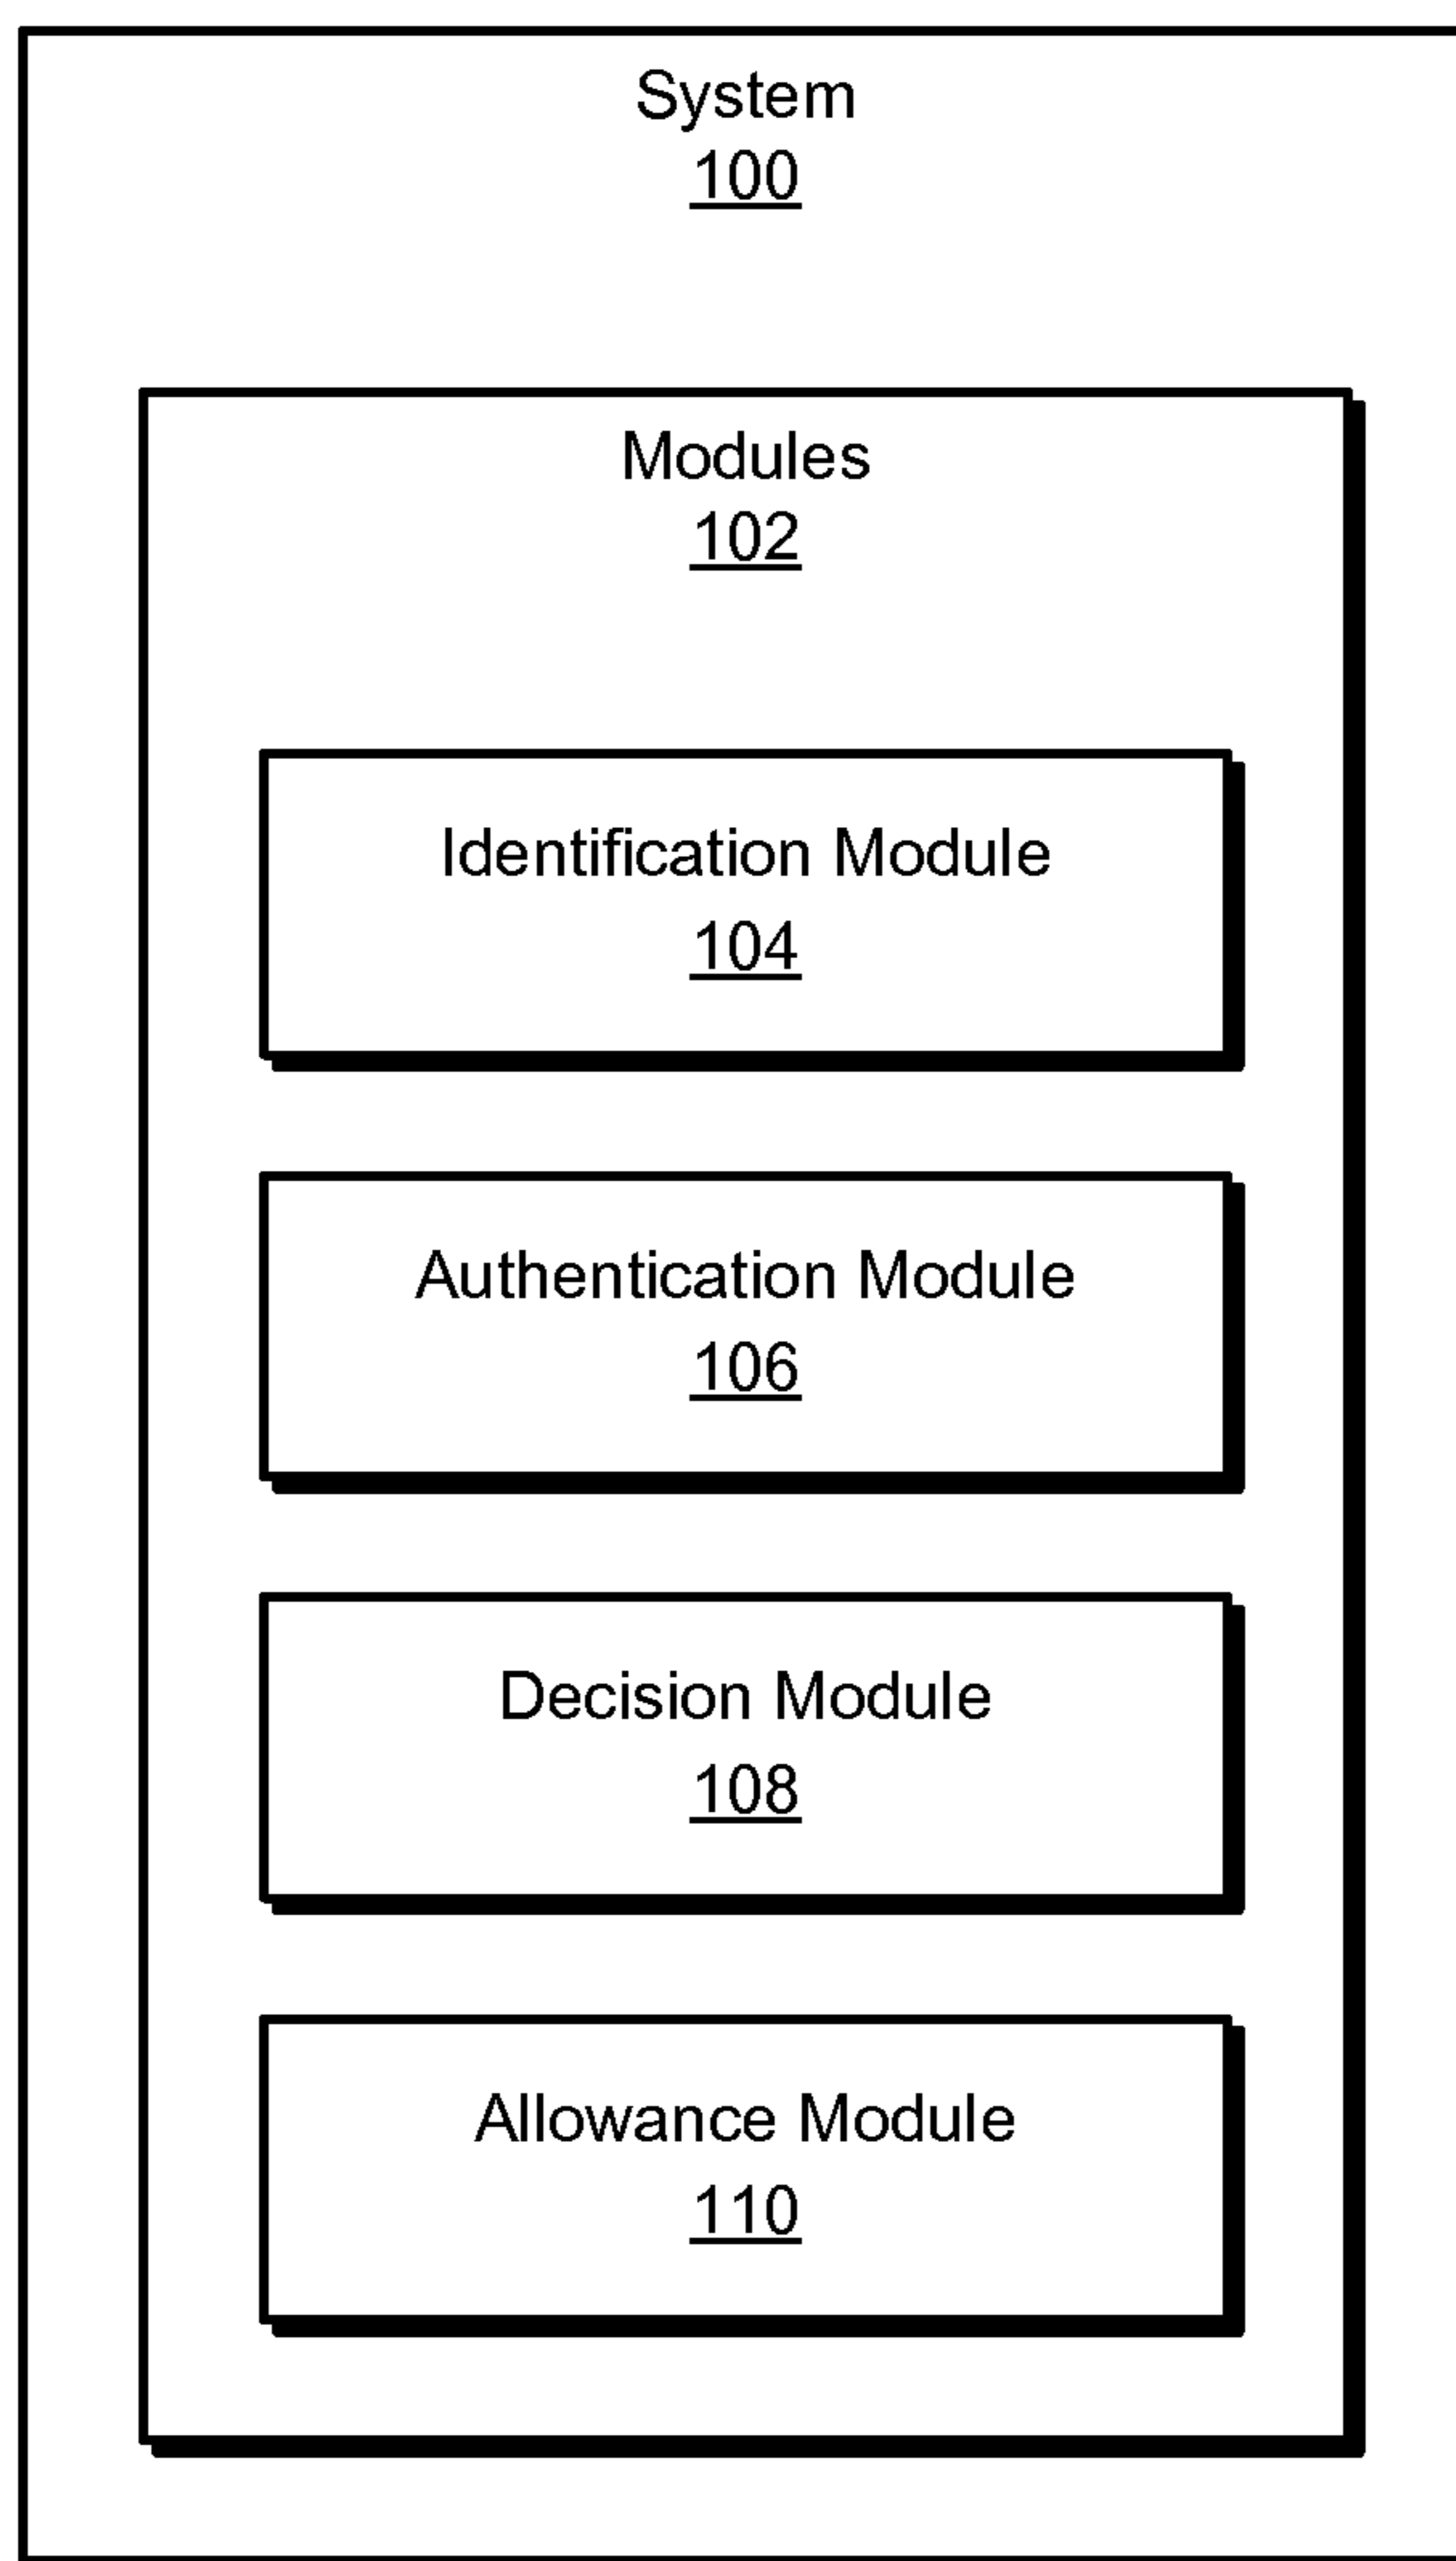 System
100
Modules
102
Identification Module
104
Authentication Module
106
Decision Module
108
Allowance Module
110